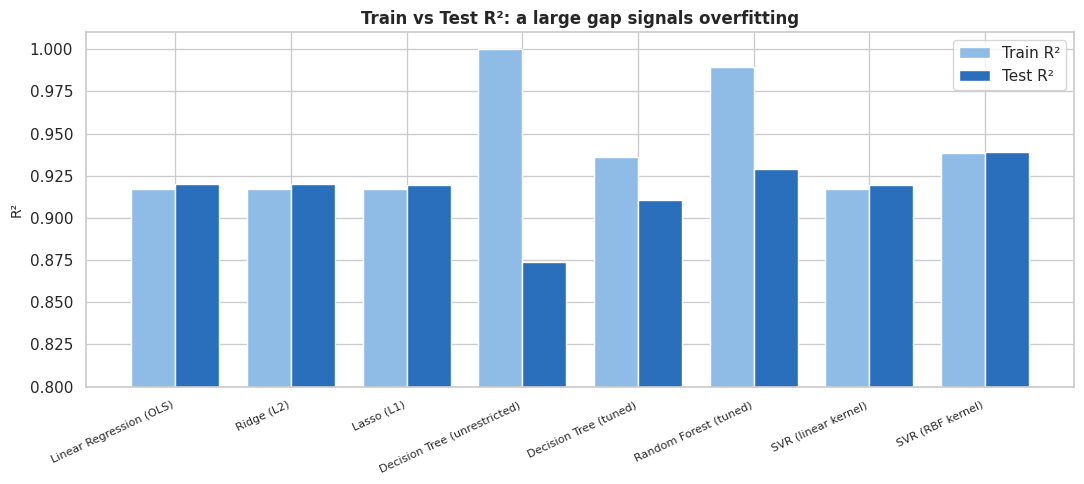 Train vs Test R²: a large gap signals overfitting
Train R²
Test R²
R²
1.000
0.975
0.950
0.925
0.900
0.875
0.850
0.825
0.800
Linear Regression (OLS)
Ridge (L2)
Lasso (L1)
Decision Tree (unrestricted)
Decision Tree (tuned)
Random Forest (tuned)
SVR (linear kernel)
SVR (RBF kernel)